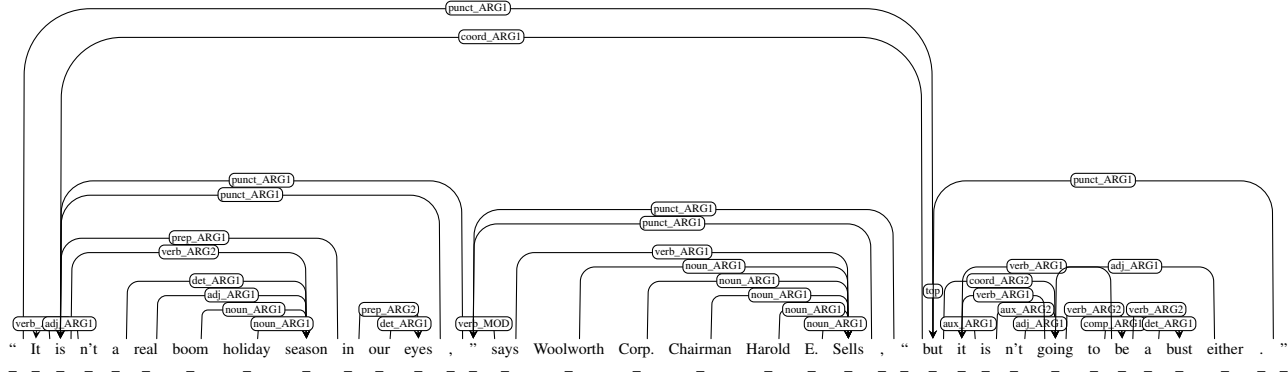 punct_ARG1
coord_ARG1
punct_ARG1 punct_ARG1
punct_ARG1
punct_ARG1
punct_ARG1
prep_ARG1
verb_ARG2 verb_ARG1
noun_ARG1 verb_ARG1 adj_ARG1
det_ARG1 noun_ARG1 coord_ARG2
adj_ARG1 noun_ARG1 top verb_ARG1
noun_ARG1 prep_ARG2 noun_ARG1 aux_ARG2 verb_ARG2 verb_ARG2
verb_ adj_ARG1 noun_ARG1 det_ARG1 verb_MOD noun_ARG1 aux_ARG1 adj_ARG1 comp_ARG1 det_ARG1
“ It is n’t a real boom holiday season in our eyes , ” says Woolworth Corp. Chairman Harold E. Sells , “ but it is n’t going to be a bust either . ”
_ _ _ _ _ _ _ _ _ _ _ _ _ _ _ _ _ _ _ _ _ _ _ _ _ _ _ _ _ _ _ _ _ _ _